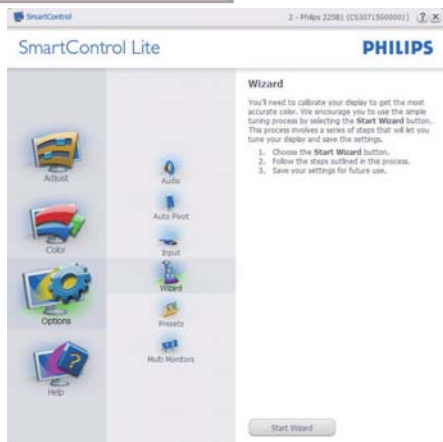 SmartControl
2 - Philips 225B1 (CS30715000001)
SmartControl Lite
PHILIPS
Adjust
Color
Options
Help
Audio
Auto Pivot
Input
Wizard
Presets
Multi Monitors
Wizard
You'll need to calibrate your display to get the most
accurate color. We encourage you to use the simple
tuning process by selecting the Start Wizard button.
This process involves a series of steps that will let you
tune your display and save the settings.
1. Choose the Start Wizard button.
2. Follow the steps outlined in this process.
3. Save your settings for future use.
Start Wizard